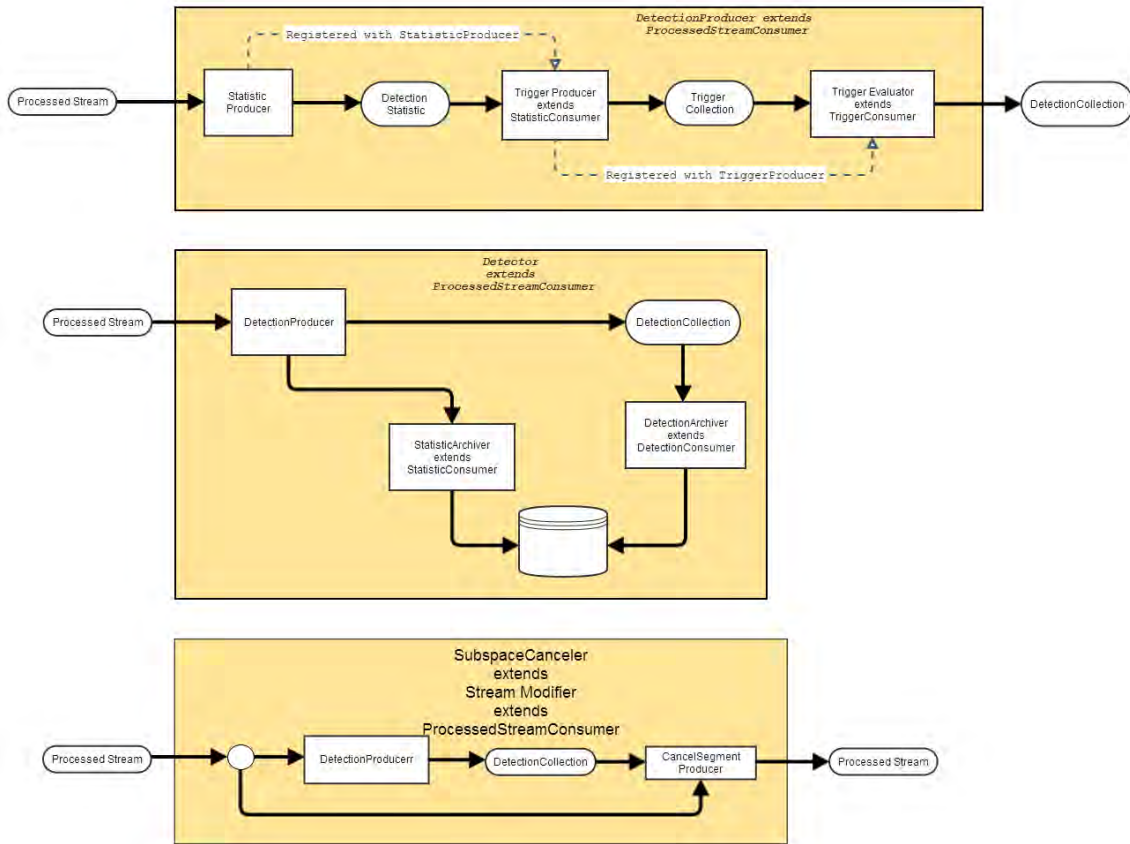 DetectionProducer extends
ProcessedStreamConsumer
Registered with StatisticProducer
Processed Stream
Statistic
Producer
Detection
Statistic
Trigger Producer
extends
StatisticConsumer
Trigger
Collection
Trigger Evaluator
extends
TriggerConsumer
DetectionCollection
Registered with TriggerProducer
Detector
extends
ProcessedStreamConsumer
Processed Stream
DetectionProducer
DetectionCollection
StatisticArchiver
extends
StatisticConsumer
DetectionArchiver
extends
DetectionConsumer
SubspaceCanceler
extends
Stream Modifier
extends
ProcessedStreamConsumer
Processed Stream
DetectionProducerr
DetectionCollection
CancelSegment
Producer
Processed Stream